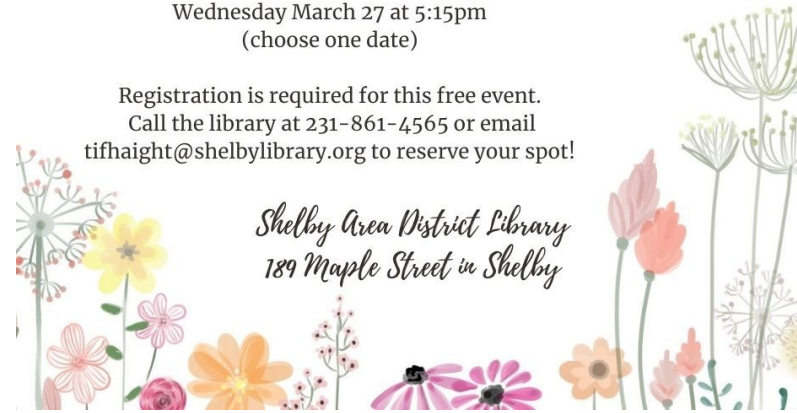 Wednesday March 27 at 5:15pm
(choose one date)
Registration is required for this free event.
Call the library at 231-861-4565 or email
tifhaight@shelbylibrary.org to reserve your spot!
Shelby Area District Library
189 Maple Street in Shelby